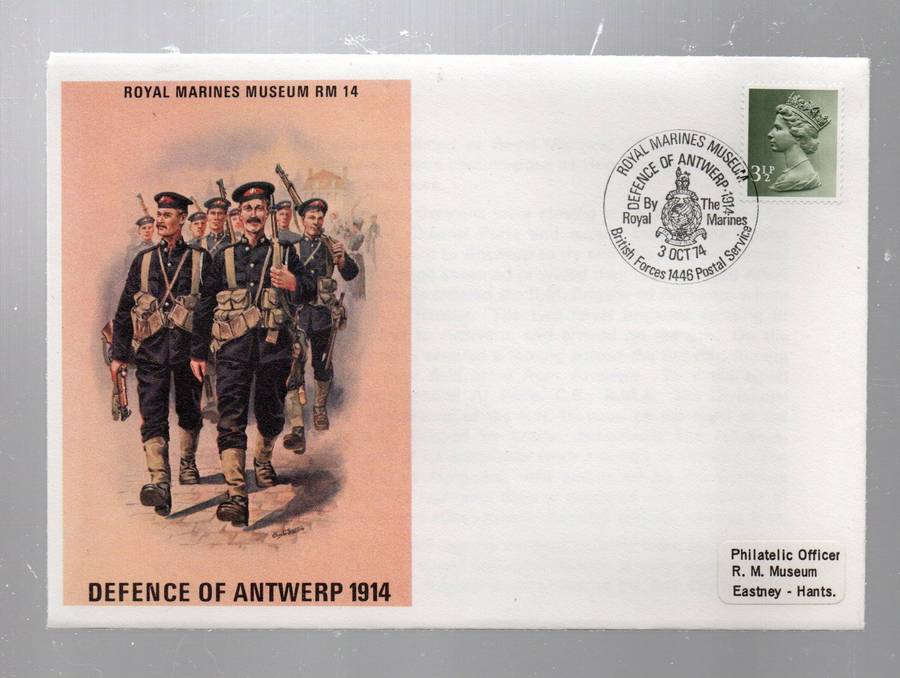 ROYAL MARINES MUSEUM RM 14
DEFENCE OF ANTWERP 1914
3½P
ROYAL MARINES MUSEUM
DEFENCE OF ANTWERP·1914
By The
Royal Marines
3 OCT 74
British Forces 1446 Postal Service
Philatelic Officer
R. M. Museum
Eastney - Hants.